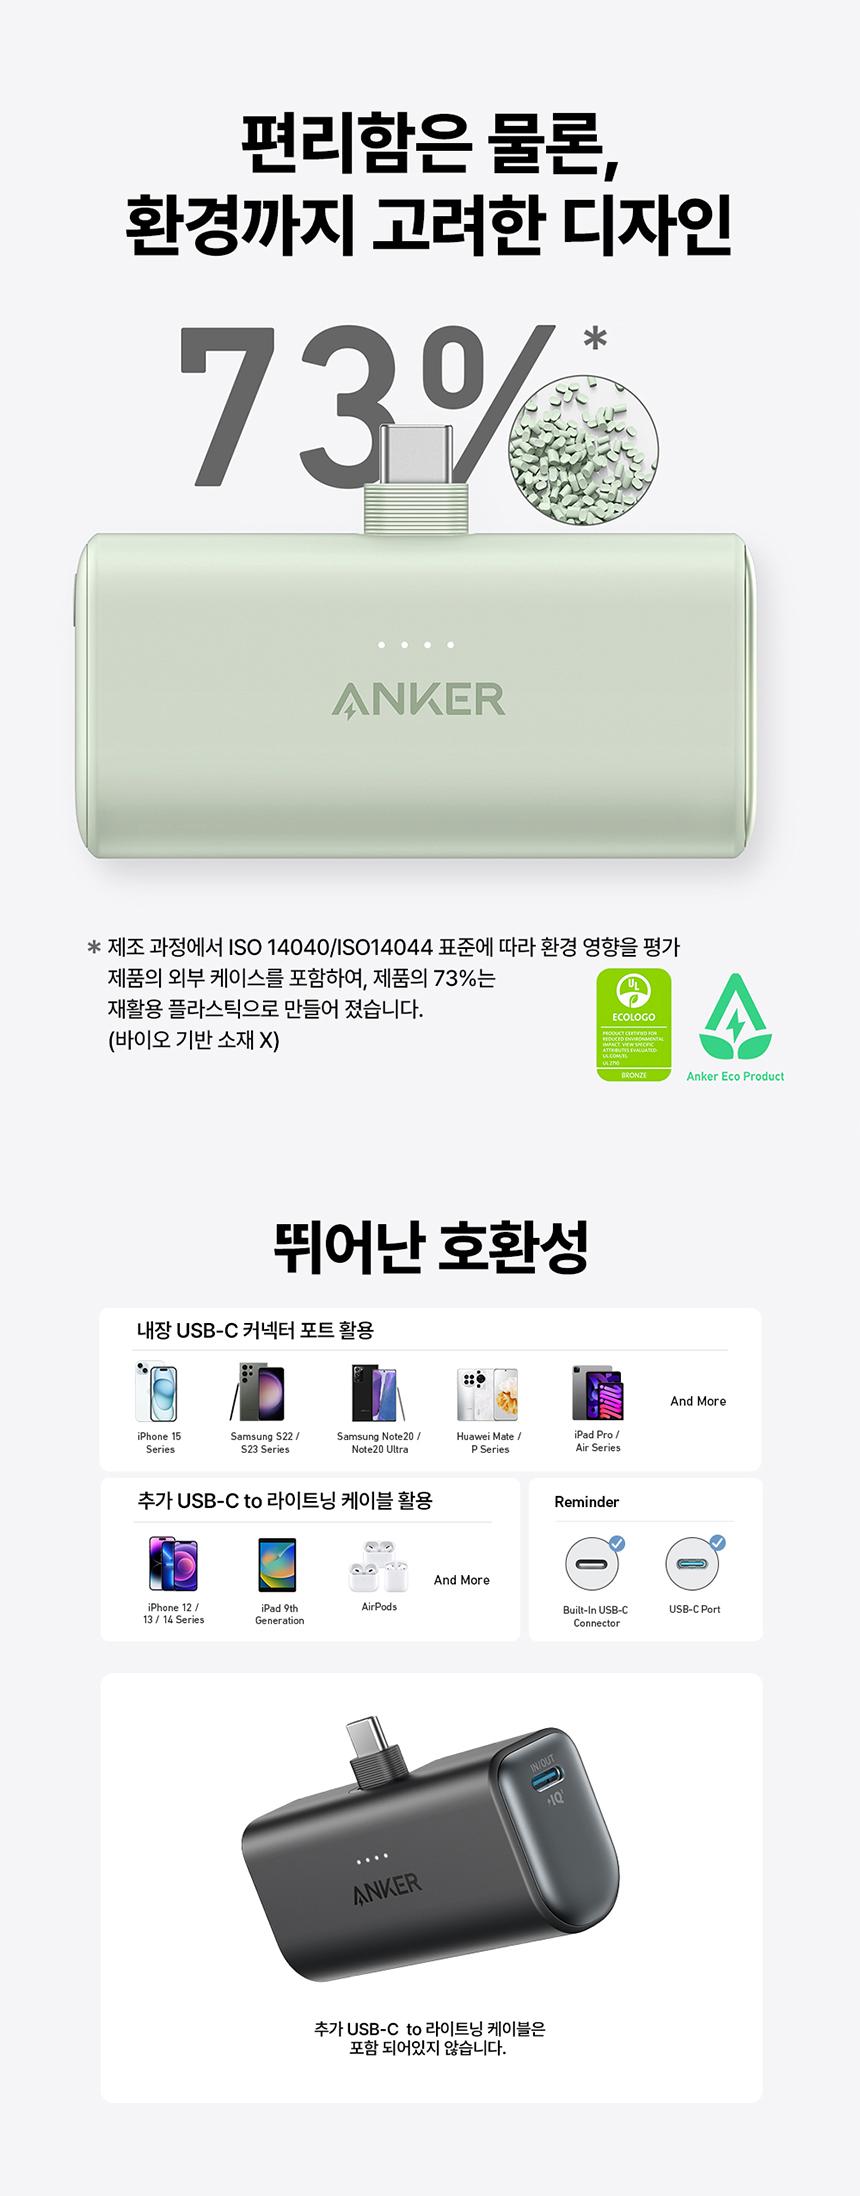 편리함은 물론,
환경까지 고려한 디자인
73%*
ANKER
* 제조 과정에서 ISO 14040/ISO14044 표준에 따라 환경 영향을 평가
제품의 외부 케이스를 포함하여, 제품의 73%는
재활용 플라스틱으로 만들어 졌습니다.
(바이오 기반 소재 X)
UL
ECOLOGO
PRODUCT CERTIFIED FOR
REDUCED ENVIRONMENTAL
IMPACT. VIEW SPECIFIC
ATTRIBUTES EVALUATED:
UL.COM/EL
UL 2710
BRONZE
Anker Eco Product
뛰어난 호환성
내장 USB-C 커넥터 포트 활용
iPhone 15
Series
Samsung S22 /
S23 Series
Samsung Note20 /
Note20 Ultra
Huawei Mate /
P Series
iPad Pro /
Air Series
And More
추가 USB-C to 라이트닝 케이블 활용
iPhone 12 /
13 / 14 Series
iPad 9th
Generation
AirPods
And More
Reminder
Built-In USB-C
Connector
USB-C Port
IN/OUT
IQ
ANKER
추가 USB-C to 라이트닝 케이블은
포함 되어있지 않습니다.